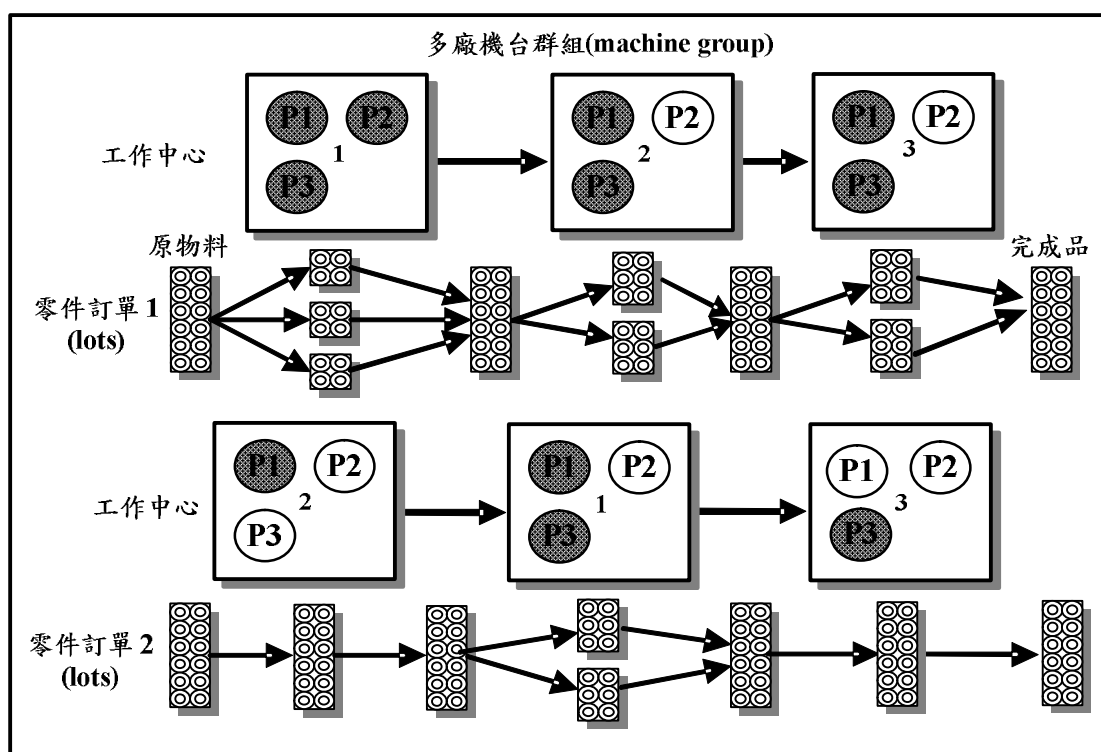 多廠機台群組(machine group)
P1 P2 P1 P2 P1 P2
工作中心 1 2 3
P3 P3 P3
原物料 完成品
零件訂單 1
(lots)
P1 P2 P1 P2 P1 P2
工作中心 2 1 3
P3 P3 P3
零件訂單 2
(lots)